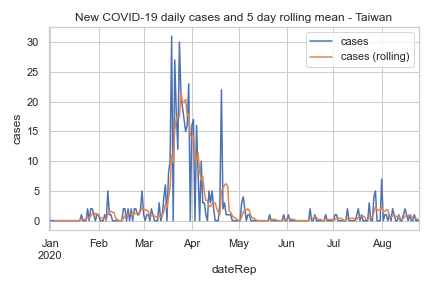 New COVID-19 daily cases and 5 day rolling mean - Taiwan
cases
cases (rolling)
30
25
20
15
10
5
0
cases
Jan Feb Mar Apr May Jun Jul Aug
2020
dateRep